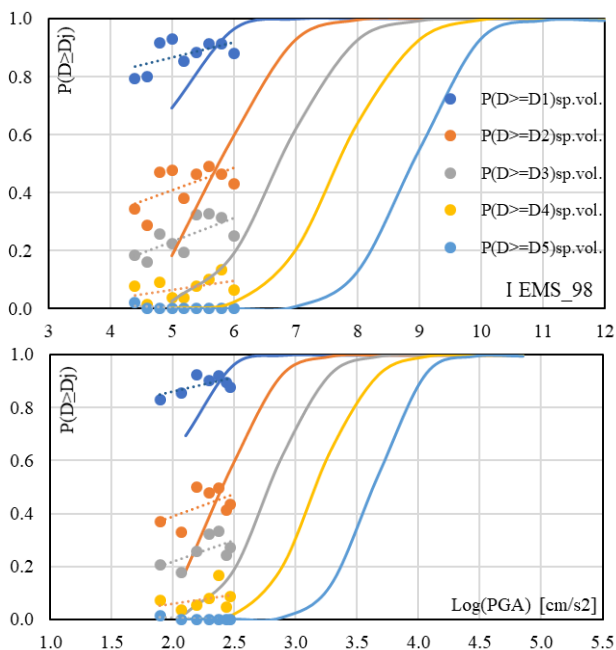 P(D≥Dj)
1.0
0.8
0.6
0.4
0.2
0.0
P(D>=D1)sp.vol.
P(D>=D2)sp.vol.
P(D>=D3)sp.vol.
P(D>=D4)sp.vol.
P(D>=D5)sp.vol.
I EMS_98
3 4 5 6 7 8 9 10 11 12
P(D≥Dj)
1.0
0.8
0.6
0.4
0.2
0.0
Log(PGA) [cm/s2]
1.0 1.5 2.0 2.5 3.0 3.5 4.0 4.5 5.0 5.5